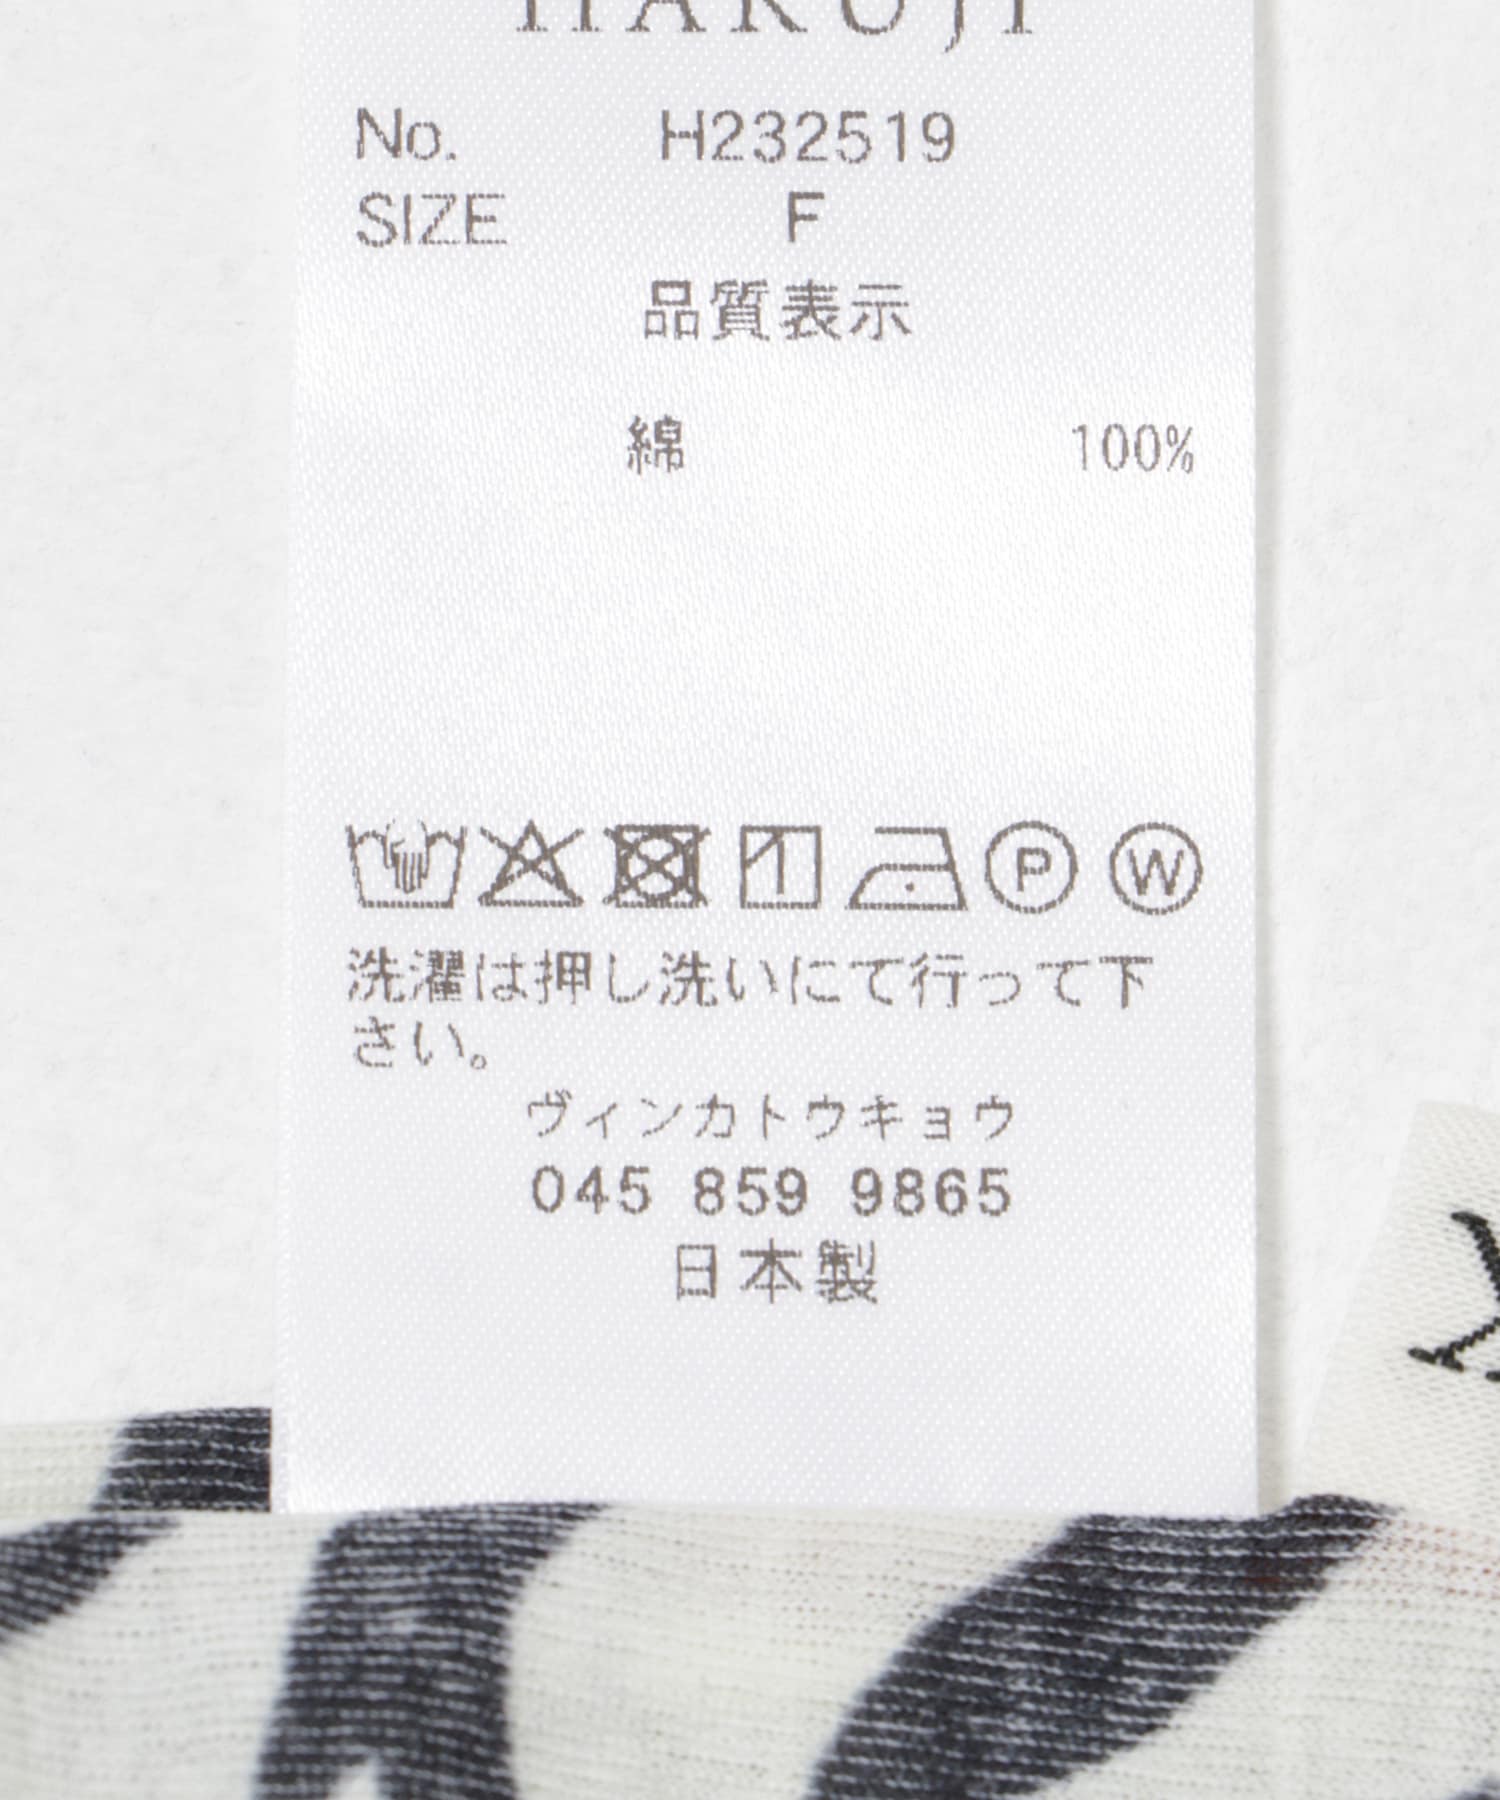 HAKUJI
No. H232519
SIZE F
品質表示
綿 100%
P W
洗濯は押し洗いにて行って下
さい。
ヴィンカトウキョウ
045 859 9865
日本製